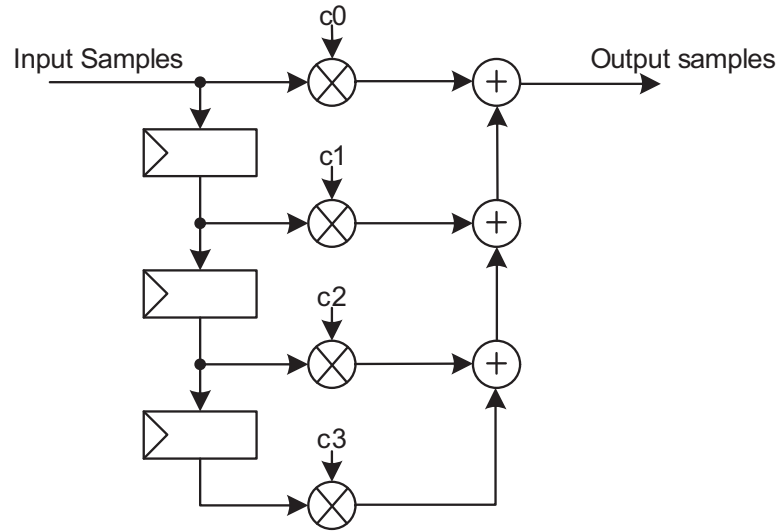 c0
Input Samples
Output samples
+
c1
+
c2
+
c3